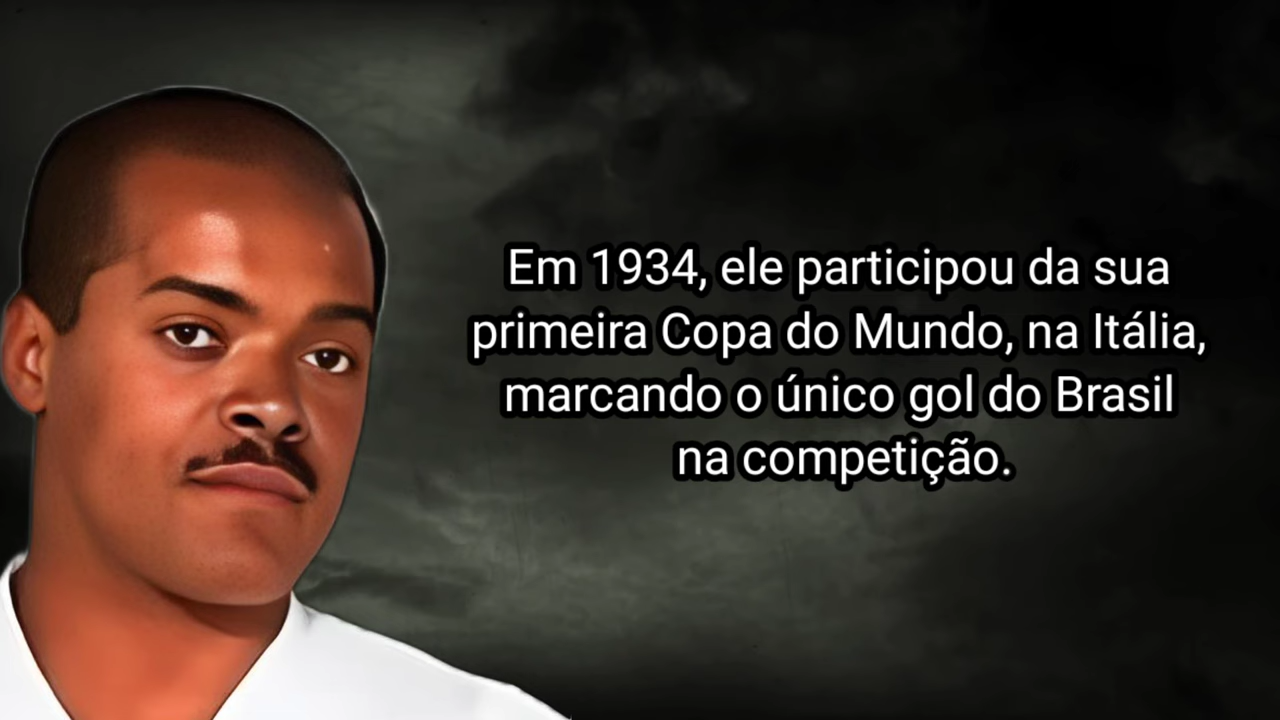 Em 1934, ele participou da sua
primeira Copa do Mundo, na Itália,
marcando o único gol do Brasil
na competição.